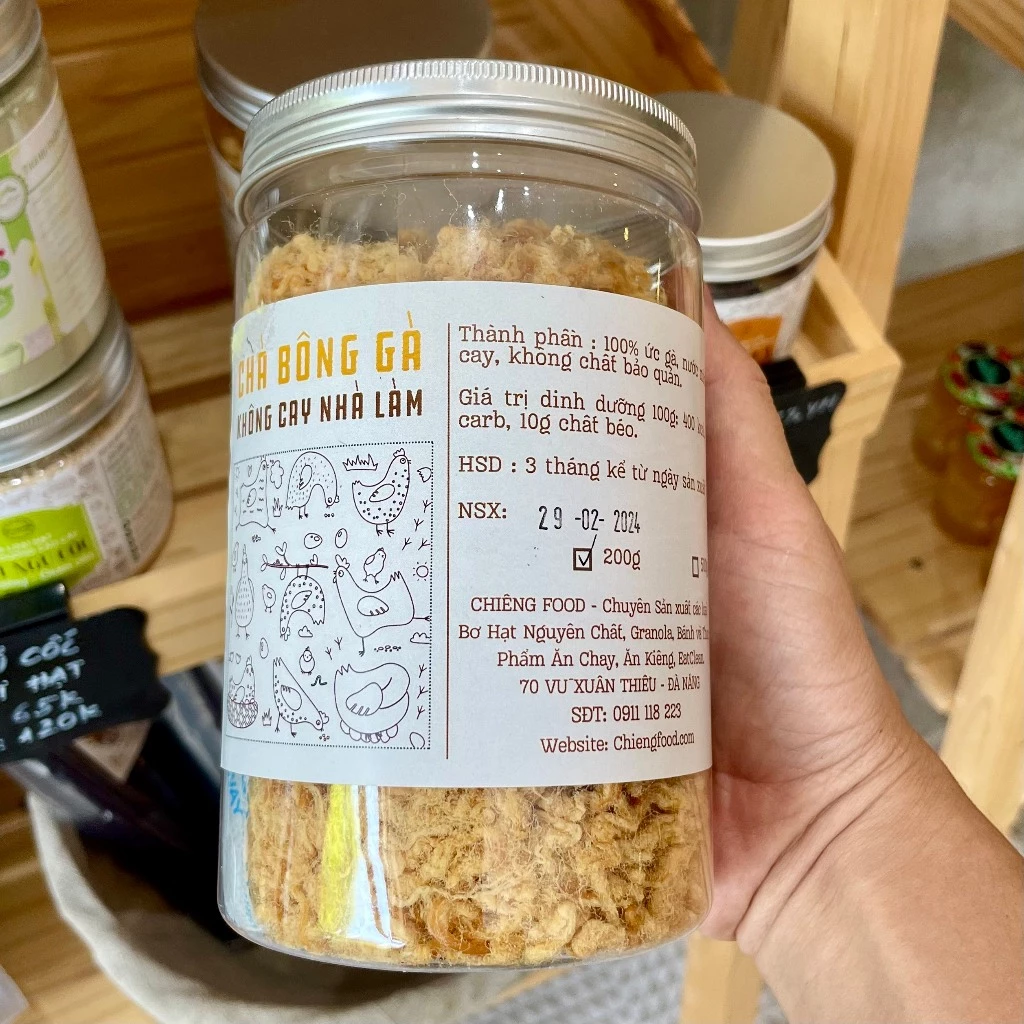 CHÀ BÔNG GÀ
KHÔNG CAY NHÀ LÀM
Thành phần : 100% ức gà, nước
cay, không chất bảo quản.
Giá trị dinh dưỡng 100g: 400
carb, 10g chất béo.
HSD : 3 tháng kể từ ngày sản
NSX: 29 -02- 2024
200g
CHIÊNG FOOD - Chuyên Sản xuất các
Bơ Hạt Nguyên Chất, Granola, Bánh
Phẩm Ăn Chay, Ăn Kiêng, EatClean
70 VŨ XUÂN THIỀU - ĐÀ NẴNG
SĐT: 0911 118 223
Website: Chiengfood.com
CỐC
HẠT
65K
120K